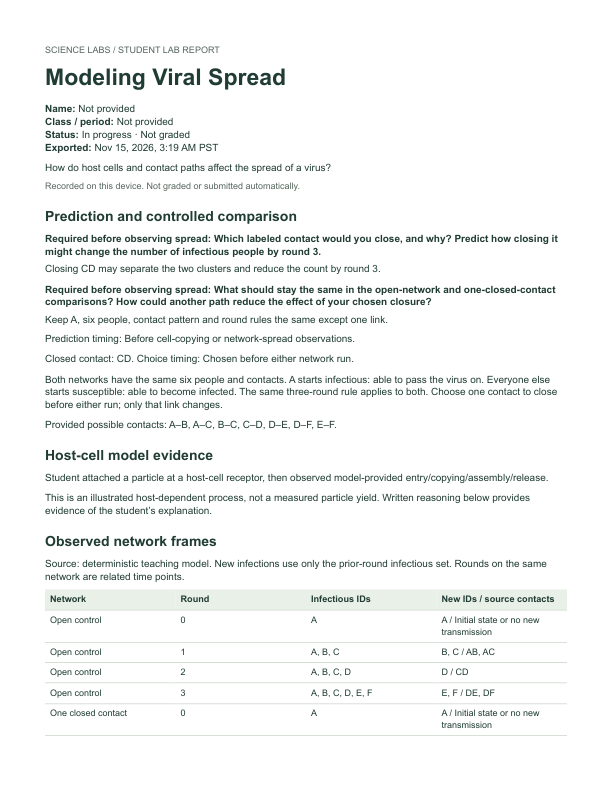 SCIENCE LABS / STUDENT LAB REPORT
Modeling Viral Spread
Name: Not provided
Class / period: Not provided
Status: In progress · Not graded
Exported: Nov 15, 2026, 3:19 AM PST
How do host cells and contact paths affect the spread of a virus?
Recorded on this device. Not graded or submitted automatically.
Prediction and controlled comparison
Required before observing spread: Which labeled contact would you close, and why? Predict how closing it
might change the number of infectious people by round 3.
Closing CD may separate the two clusters and reduce the count by round 3.
Required before observing spread: What should stay the same in the open-network and one-closed-contact
comparisons? How could another path reduce the effect of your chosen closure?
Keep A, six people, contact pattern and round rules the same except one link.
Prediction timing: Before cell-copying or network-spread observations.
Closed contact: CD. Choice timing: Chosen before either network run.
Both networks have the same six people and contacts. A starts infectious: able to pass the virus on. Everyone else
starts susceptible: able to become infected. The same three-round rule applies to both. Choose one contact to close
before either run; only that link changes.
Provided possible contacts: A–B, A–C, B–C, C–D, D–E, D–F, E–F.
Host-cell model evidence
Student attached a particle at a host-cell receptor, then observed model-provided entry/copying/assembly/release.
This is an illustrated host-dependent process, not a measured particle yield. Written reasoning below provides
evidence of the student's explanation.
Observed network frames
Source: deterministic teaching model. New infections use only the prior-round infectious set. Rounds on the same
network are related time points.
Network Round Infectious IDs New IDs / source contacts
Open control 0 A A / Initial state or no new
transmission
Open control 1 A, B, C B, C / AB, AC
Open control 2 A, B, C, D D / CD
Open control 3 A, B, C, D, E, F E, F / DE, DF
One closed contact 0 A A / Initial state or no new
transmission